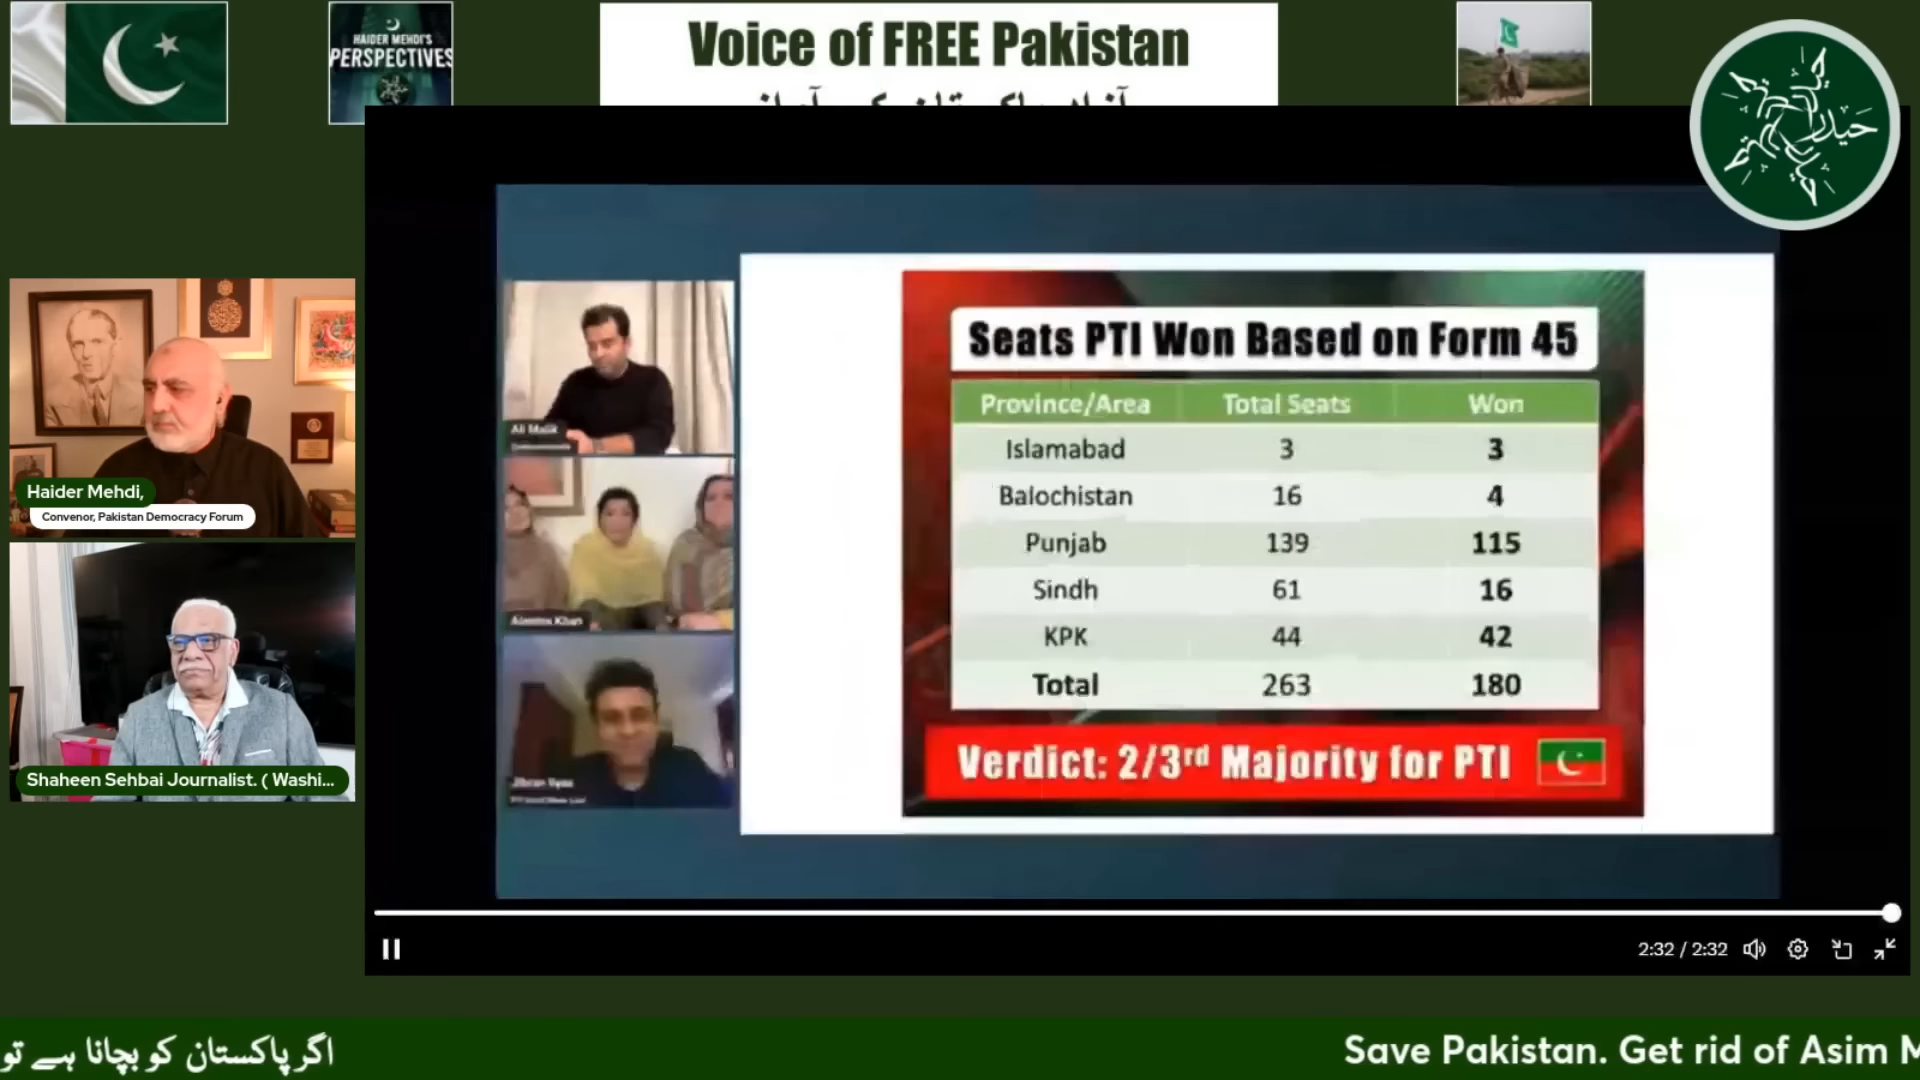 HAIDER MEHDI'S
PERSPECTIVES
Voice of FREE Pakistan
Haider Mehdi,
Convenor, Pakistan Democracy Forum
Shaheen Sehbai Journalist. ( Washi...
Ali Malik
Aleema Khan
Seats PTI Won Based on Form 45
Province/Area Total Seats Won
Islamabad 3 3
Balochistan 16 4
Punjab 139 115
Sindh 61 16
KPK 44 42
Total 263 180
Verdict: 2/3rd Majority for PTI
2:32 / 2:32
اگر پاکستان کو بچانا ہے تو
Save Pakistan. Get rid of Asim M